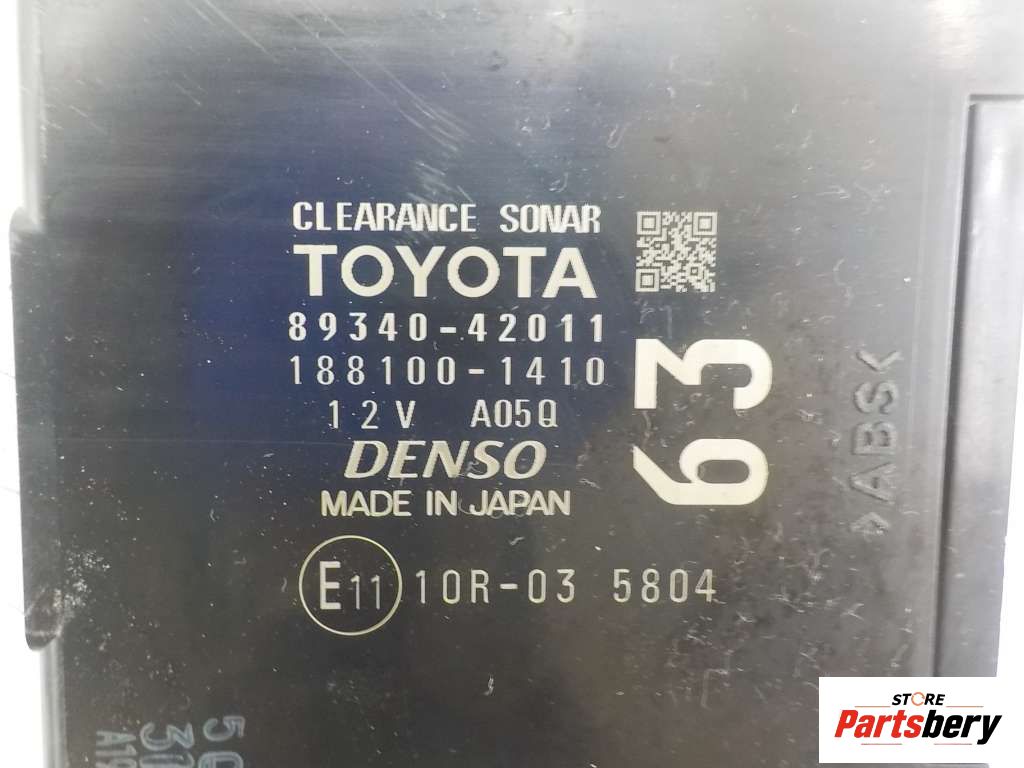 CLEARANCE SONAR
TOYOTA
89340-42011
188100-1410
12V A05Q
DENSO
MADE IN JAPAN
E11 10R-03 5804
63
>ABS<
STORE
Partsbery